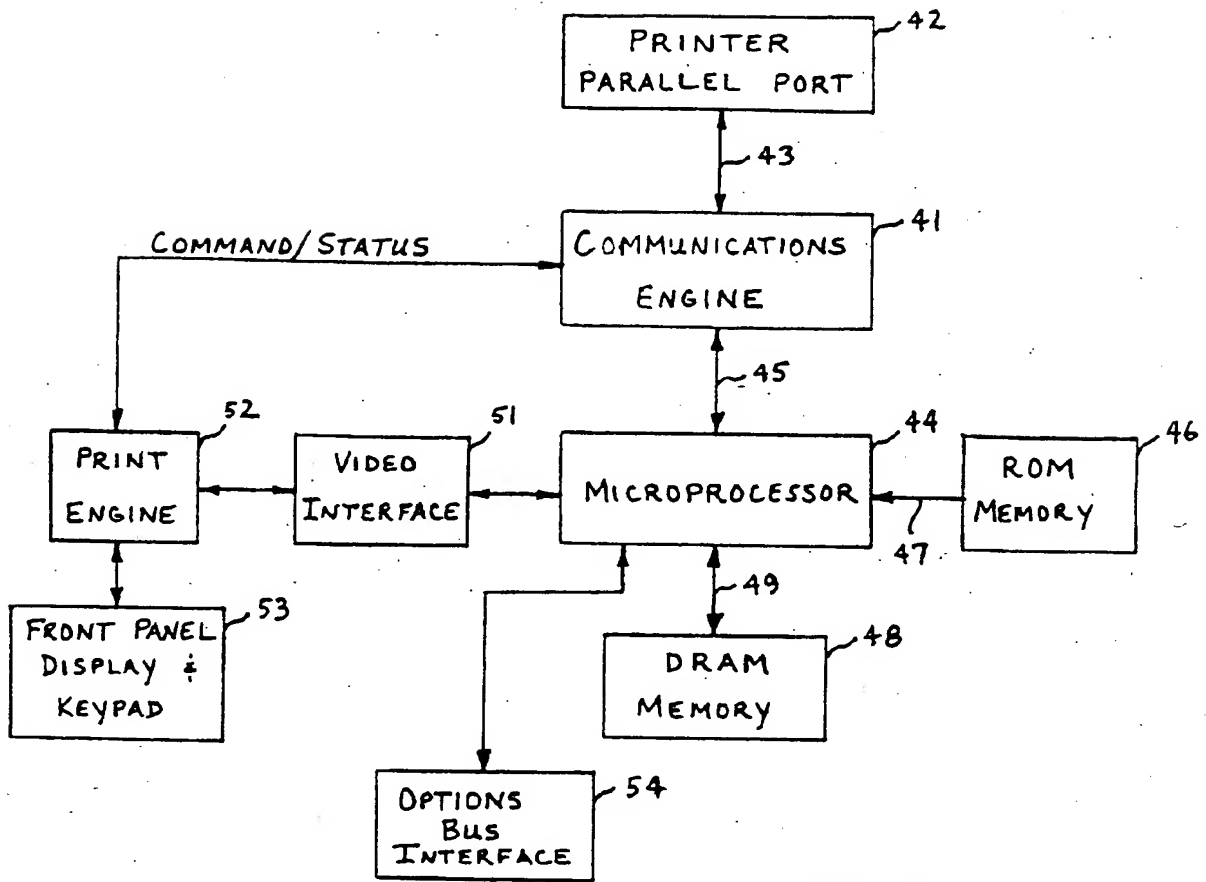 42
PRINTER
PARALLEL PORT
43
41
COMMAND/STATUS
COMMUNICATIONS
ENGINE
45
52
51
44
46
PRINT
ENGINE
VIDEO
INTERFACE
MICROPROCESSOR
ROM
MEMORY
47
49
53
48
FRONT PANEL
DISPLAY &
KEYPAD
DRAM
MEMORY
54
OPTIONS
BUS
INTERFACE